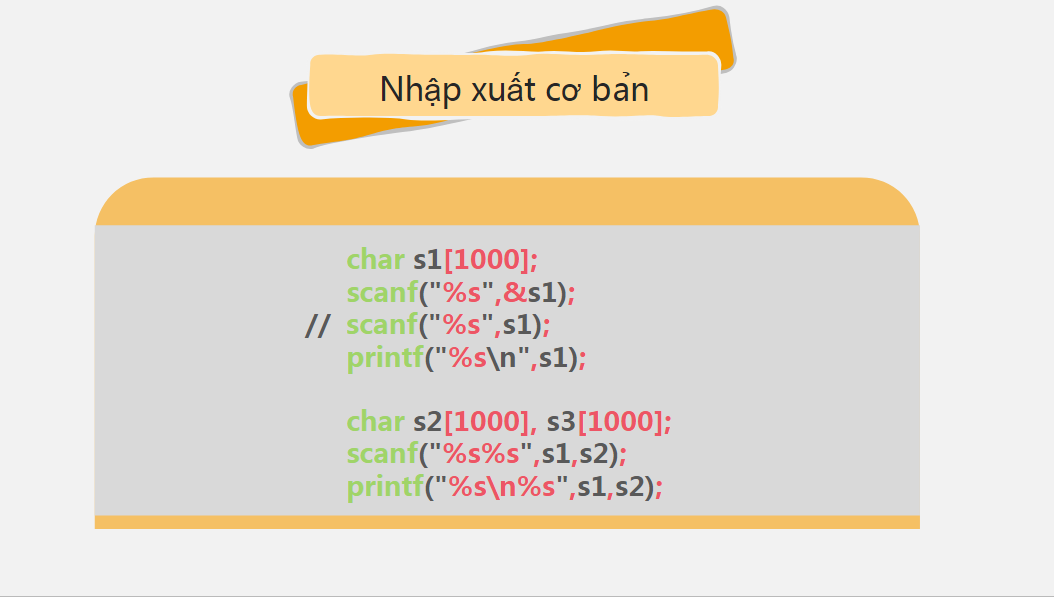 Nhập xuất cơ bản
char s1[1000];
scanf("%s",&s1);
// scanf("%s",s1);
printf("%s\n",s1);
char s2[1000], s3[1000];
scanf("%s%s",s1,s2);
printf("%s\n%s",s1,s2);